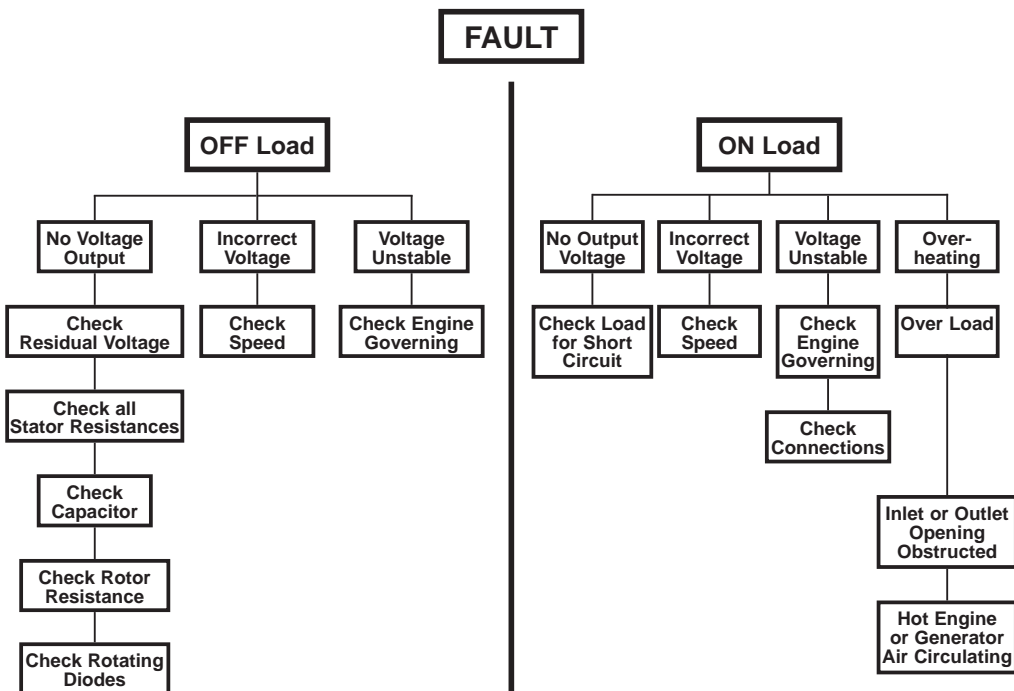 FAULT
OFF Load
No Voltage
Output
Incorrect
Voltage
Voltage
Unstable
Check
Residual Voltage
Check
Speed
Check Engine
Governing
Check all
Stator Resistances
Check
Capacitor
Check Rotor
Resistance
Check Rotating
Diodes
ON Load
No Output
Voltage
Incorrect
Voltage
Voltage
Unstable
Over-
heating
Check Load
for Short
Circuit
Check
Speed
Check
Engine
Governing
Over Load
Check
Connections
Inlet or Outlet
Opening
Obstructed
Hot Engine
or Generator
Air Circulating